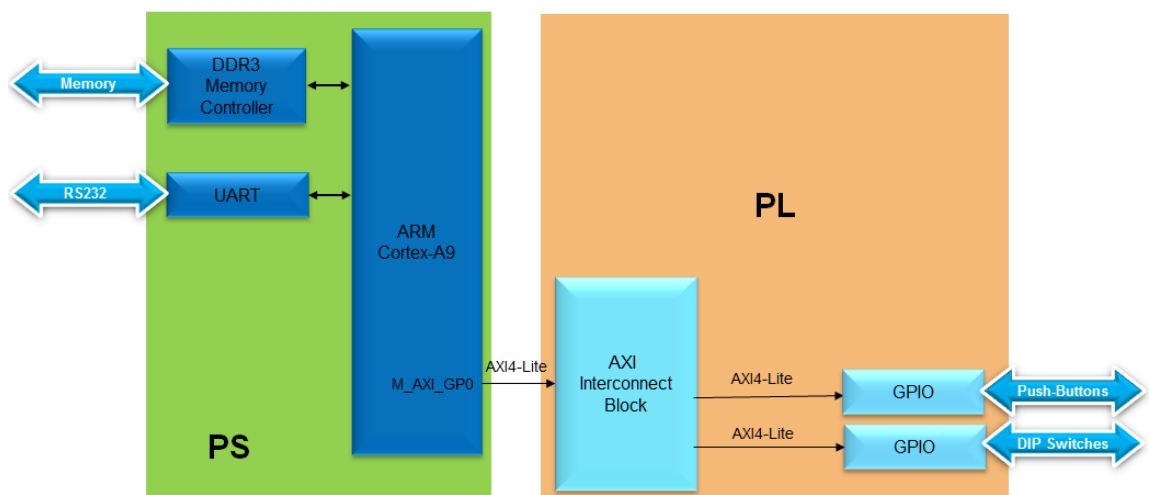 DDR3
Memory
Controller
Memory
UART
RS232
ARM
Cortex-A9
M_AXI_GP0
PS
PL
AXI4-Lite
AXI
Interconnect
Block
AXI4-Lite
GPIO
Push-Buttons
AXI4-Lite
GPIO
DIP Switches